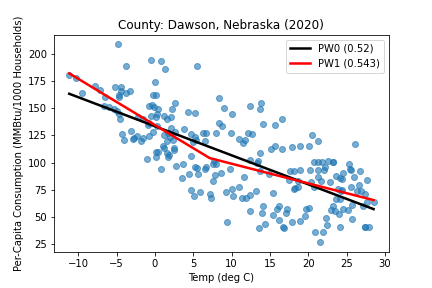 County: Dawson, Nebraska (2020)
PW0 (0.52)
PW1 (0.543)
Per-Capita Consumption (MMBtu/1000 Households)
200
175
150
125
100
75
50
25
−10 −5 0 5 10 15 20 25 30
Temp (deg C)